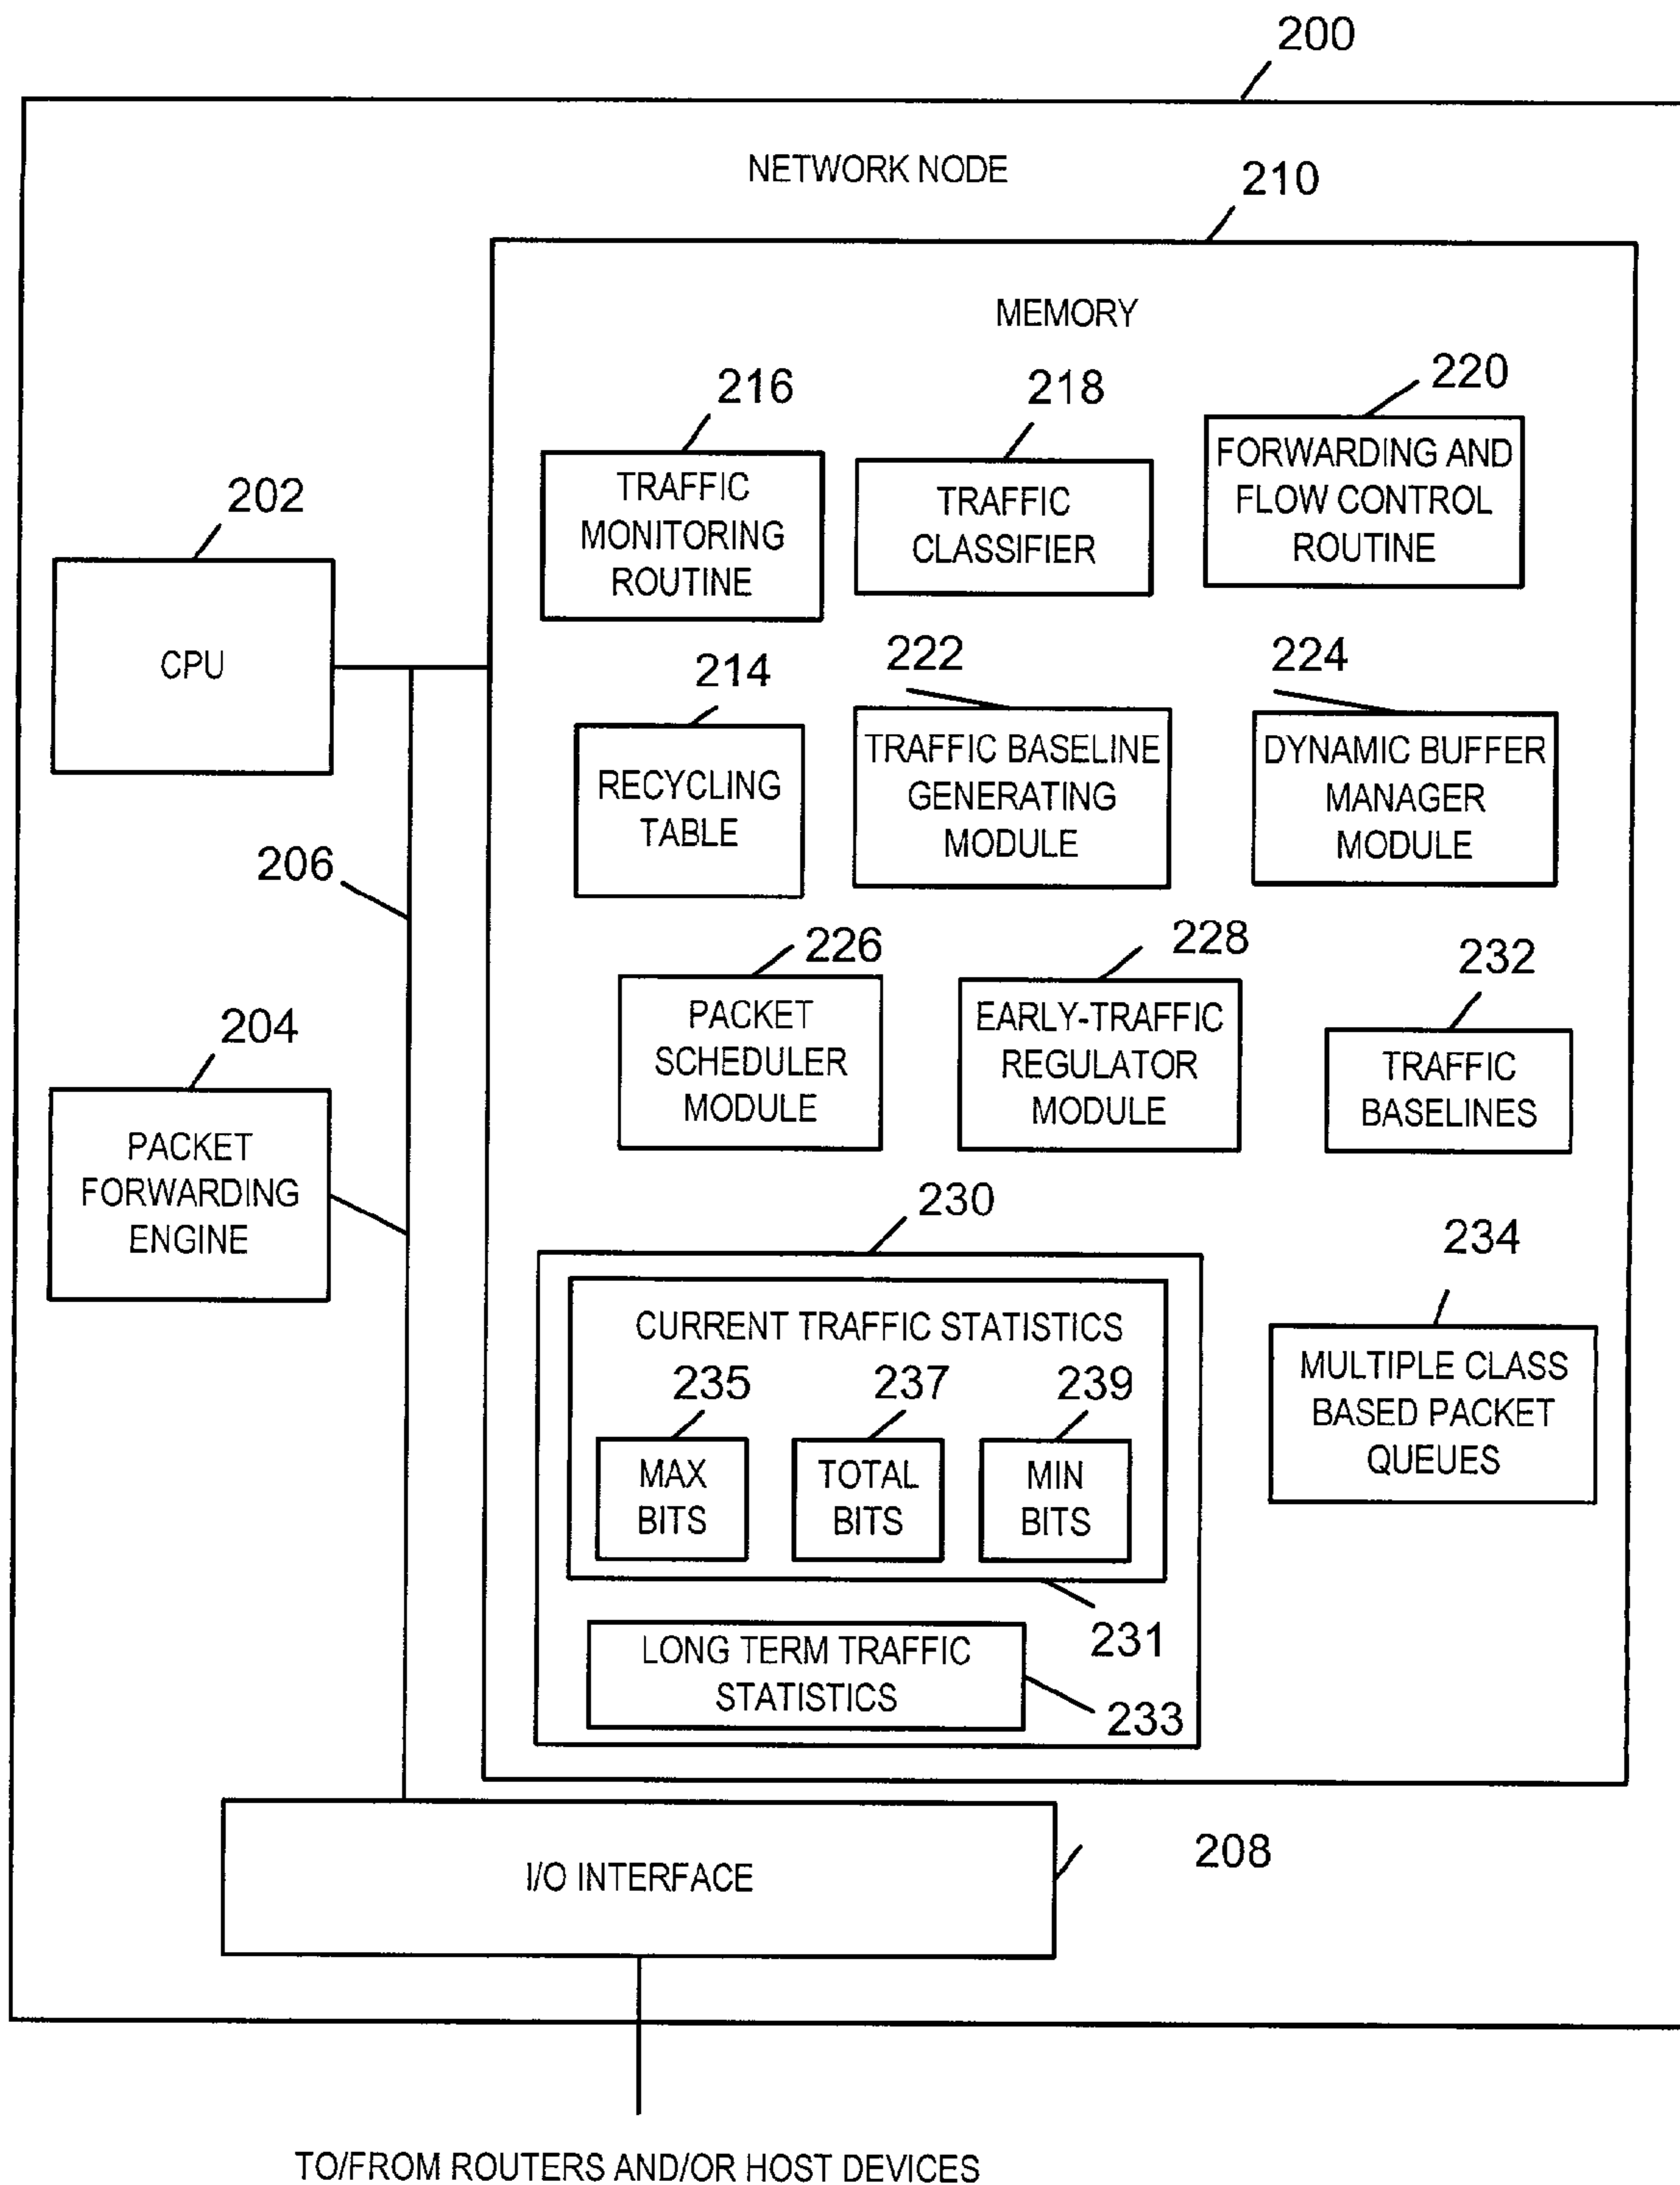 200
NETWORK NODE
210
MEMORY
216
TRAFFIC
MONITORING
ROUTINE
218
TRAFFIC
CLASSIFIER
220
FORWARDING AND
FLOW CONTROL
ROUTINE
202
CPU
214
RECYCLING
TABLE
222
TRAFFIC BASELINE
GENERATING
MODULE
224
DYNAMIC BUFFER
MANAGER
MODULE
206
226
PACKET
SCHEDULER
MODULE
228
EARLY-TRAFFIC
REGULATOR
MODULE
232
TRAFFIC
BASELINES
204
PACKET
FORWARDING
ENGINE
230
CURRENT TRAFFIC STATISTICS
235
MAX
BITS
237
TOTAL
BITS
239
MIN
BITS
231
LONG TERM TRAFFIC
STATISTICS
233
234
MULTIPLE CLASS
BASED PACKET
QUEUES
I/O INTERFACE
208
TO/FROM ROUTERS AND/OR HOST DEVICES